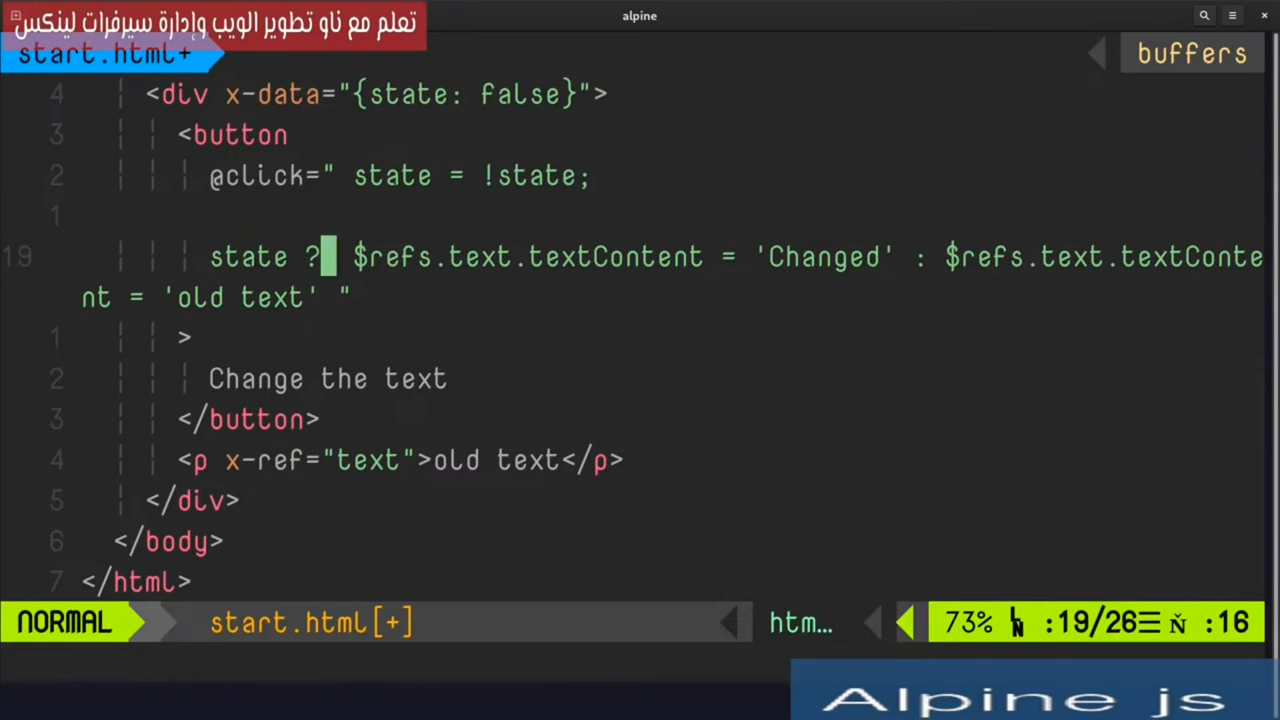 alpine
تعلم مع ناو تطوير الويب وإدارة سيرفرات لينكس
start.html+
buffers
4 <div x-data="{state: false}">
3 <button
2 @click=" state = !state;
1
19 state ? $refs.text.textContent = 'Changed' : $refs.text.textConte
nt = 'old text' "
1 >
2 Change the text
3 </button>
4 <p x-ref="text">old text</p>
5 </div>
6 </body>
7 </html>
NORMAL start.html[+] htm… 73% :19/26☰ :16
Alpine js